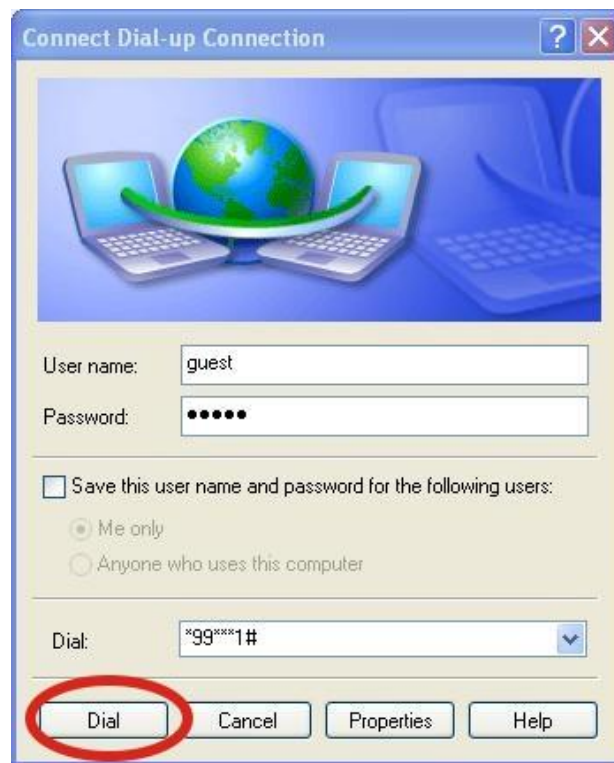 Connect Dial-up Connection
User name: guest
Password: •••••
Save this user name and password for the following users:
Me only
Anyone who uses this computer
Dial: *99***1#
Dial Cancel Properties Help